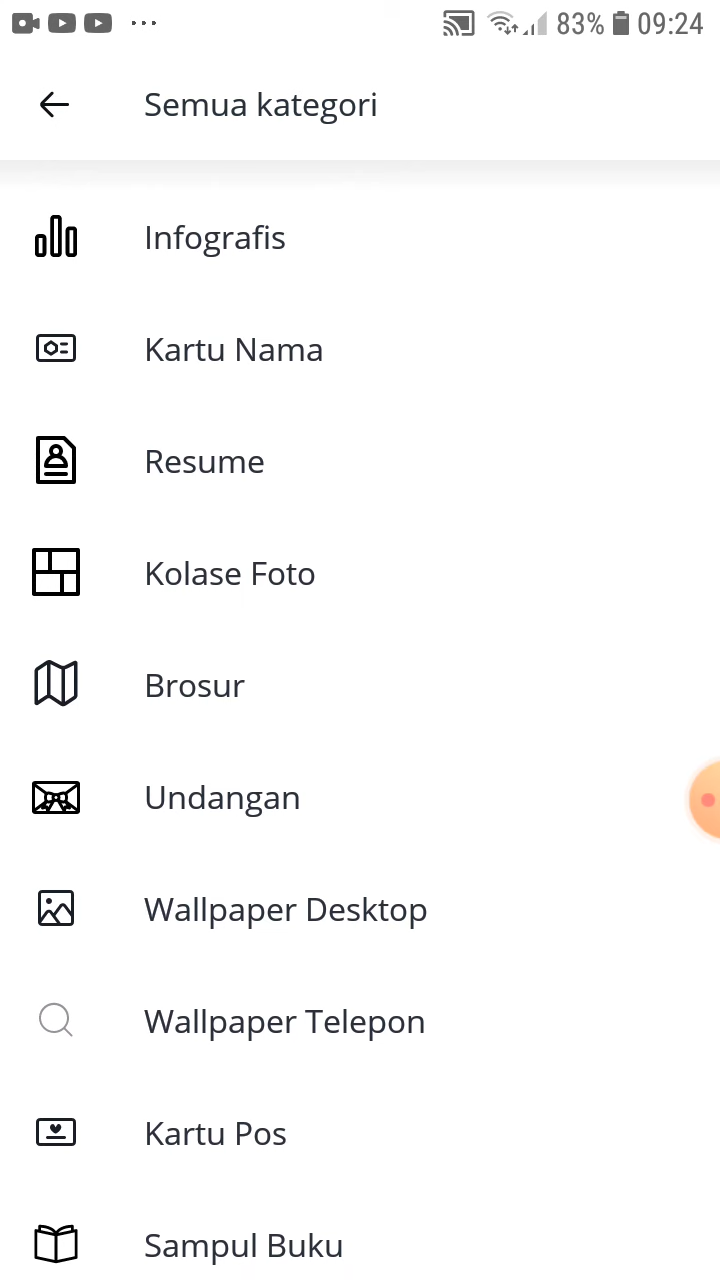 83% 09:24
Semua kategori
Infografis
Kartu Nama
Resume
Kolase Foto
Brosur
Undangan
Wallpaper Desktop
Wallpaper Telepon
Kartu Pos
Sampul Buku